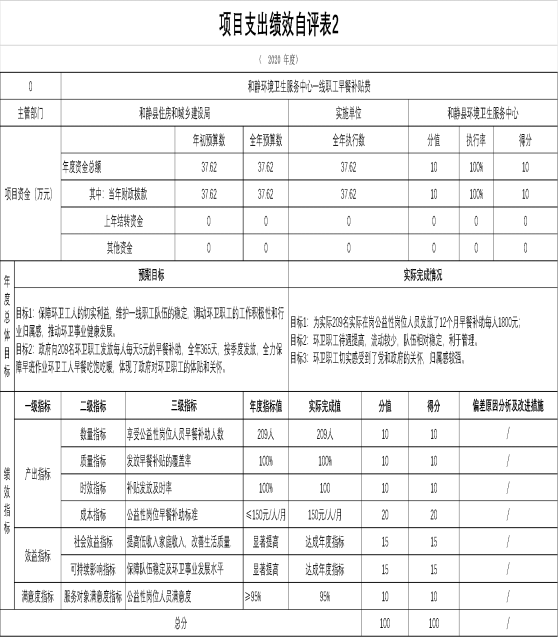 项目支出绩效自评表2
（ 2020 年度）
0 和静环境卫生服务中心一线职工早餐补贴费
主管部门 和静县住房和城乡建设局 实施单位 和静县环境卫生服务中心
项目资金（万元） 年初预算数 全年预算数 全年执行数 分值 执行率 得分
年度资金总额 37.62 37.62 37.62 10 100% 10
其中：当年财政拨款 37.62 37.62 37.62 10 100% 10
上年结转资金 0 0 0 0 0 0
其他资金 0 0 0 0 0 0
年度总体目标 预期目标 实际完成情况
目标1：保障环卫工人的切实利益，维护一线职工队伍的稳定，调动环卫职工的工作积极性和行
业归属感，推动环卫事业健康发展。
目标2：政府向209名环卫职工发放每人每天5元的早餐补助，全年365天，按季度发放，全力保
障早班作业环卫工人早餐吃饱吃暖，体现了政府对环卫职工的体贴和关怀。
目标1：为实际209名实际在岗公益性岗位人员发放了12个月早餐补助每人1800元；
目标2：环卫职工待遇提高，流动较少，队伍相对稳定，利于管理。
目标3：环卫职工切实感受到了党和政府的关怀，归属感较强。
绩效指标 一级指标 二级指标 三级指标 年度指标值 实际完成值 分值 得分 偏差原因分析及改进措施
产出指标 数量指标 享受公益性岗位人员早餐补助人数 209人 209人 10 10 /
质量指标 发放早餐补贴的覆盖率 100% 100% 10 10 /
时效指标 补贴发放及时率 100% 100 10 10 /
成本指标 公益性岗位早餐补助标准 ≤150元/人/月 150元/人/月 20 20 /
效益指标 社会效益指标 提高低收入家庭收入，改善生活质量 显著提高 达成年度指标 15 15 /
可持续影响指标 保障队伍稳定及环卫事业发展水平 显著提高 达成年度指标 15 15 /
满意度指标 服务对象满意度指标 公益性岗位人员满意度 ≥95% 95% 10 10 /
总分 100 100 /